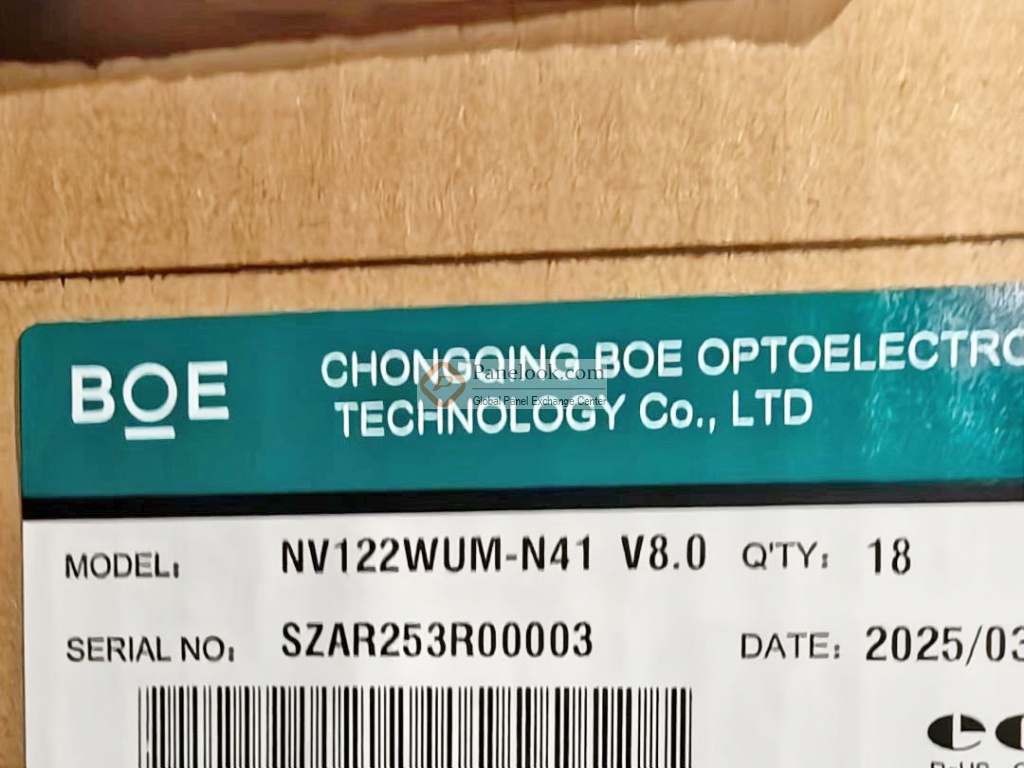 BOE
CHONGQING BOE OPTOELECTRO
TECHNOLOGY Co., LTD
Panelook.com
Global Panel Exchange Center
MODEL: NV122WUM-N41 V8.0 Q'TY: 18
SERIAL NO: SZAR253R00003 DATE: 2025/03